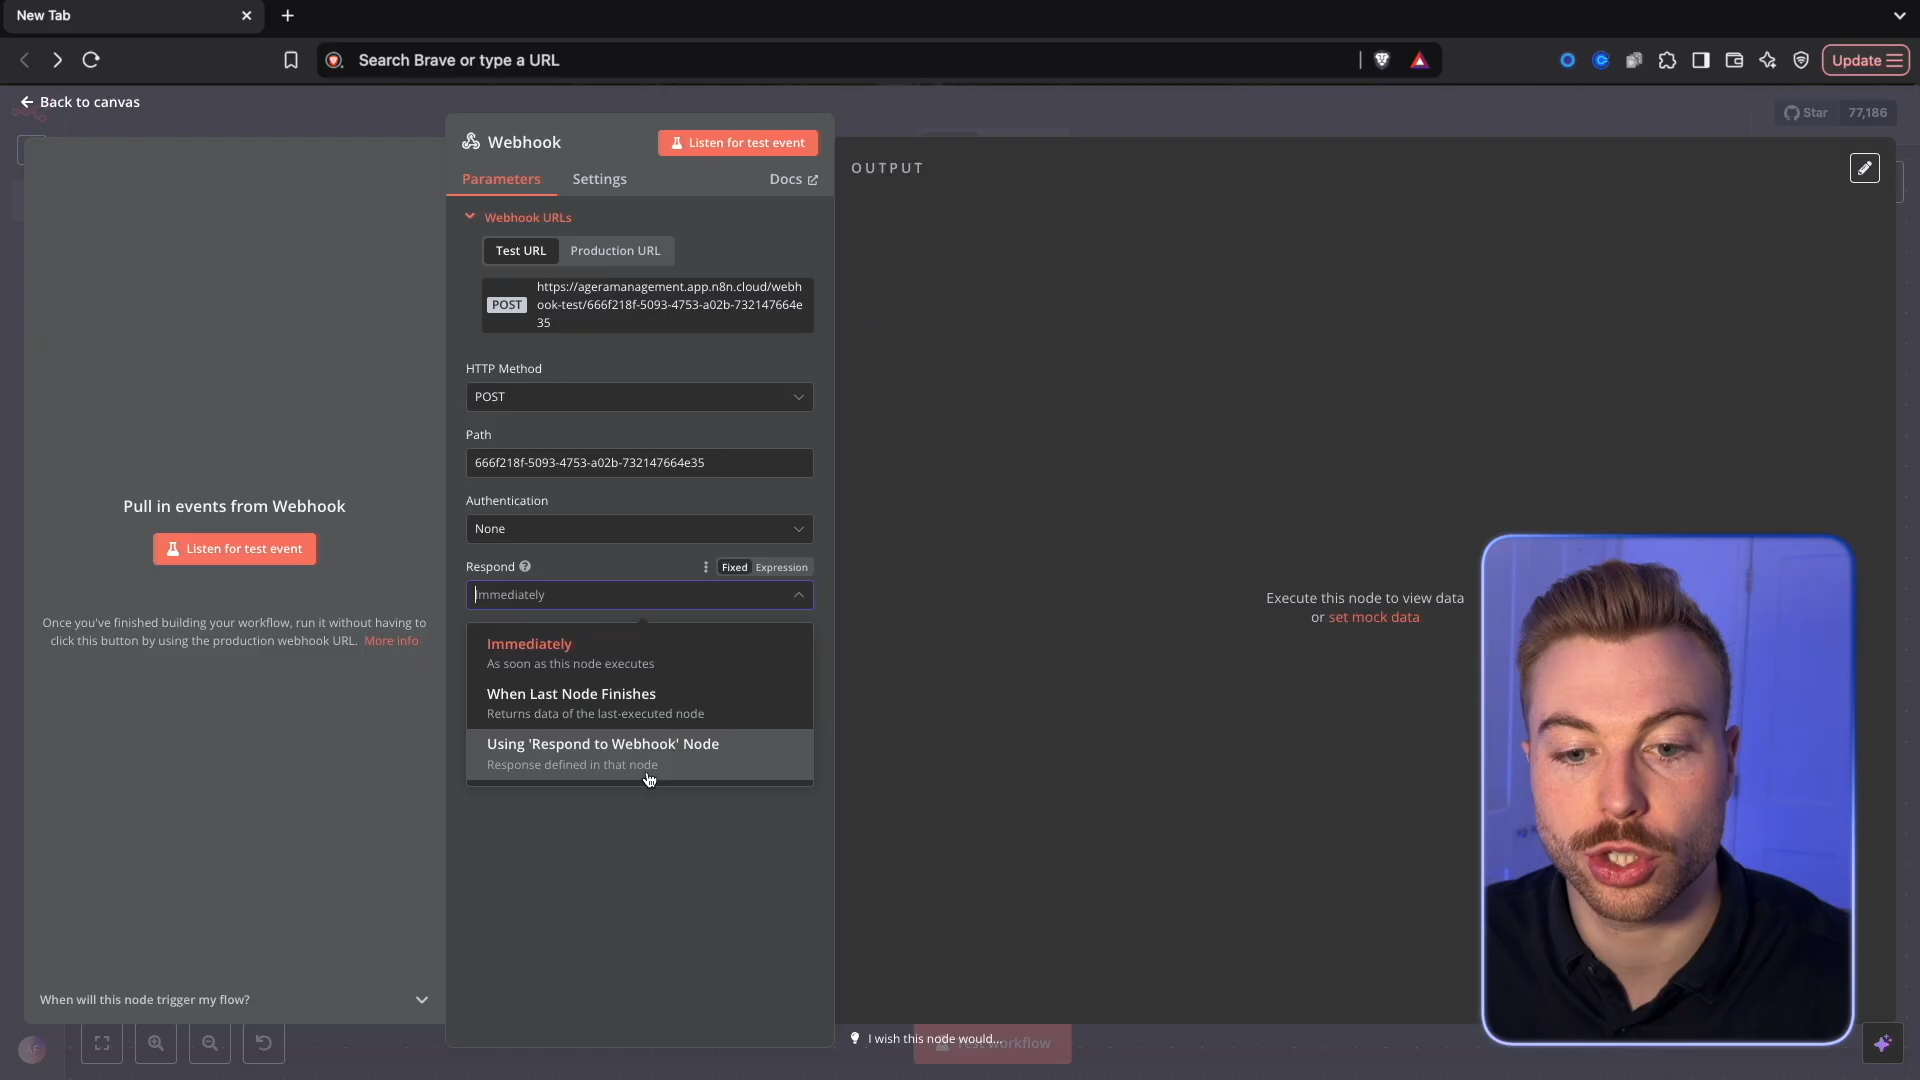 New Tab
Search Brave or type a URL
Update
Back to canvas
Star 77,186
Webhook
Listen for test event
Parameters
Settings
Docs
OUTPUT
Webhook URLs
Test URL
Production URL
POST
https://ageramanagement.app.n8n.cloud/webh
ook-test/666f218f-5093-4753-a02b-732147664e
35
HTTP Method
POST
Path
666f218f-5093-4753-a02b-732147664e35
Authentication
None
Respond
Fixed Expression
Immediately
Immediately
As soon as this node executes
When Last Node Finishes
Returns data of the last-executed node
Using 'Respond to Webhook' Node
Response defined in that node
Pull in events from Webhook
Listen for test event
Once you've finished building your workflow, run it without having to
click this button by using the production webhook URL. More info
When will this node trigger my flow?
Execute this node to view data
or set mock data
I wish this node would...
Test workflow
AF